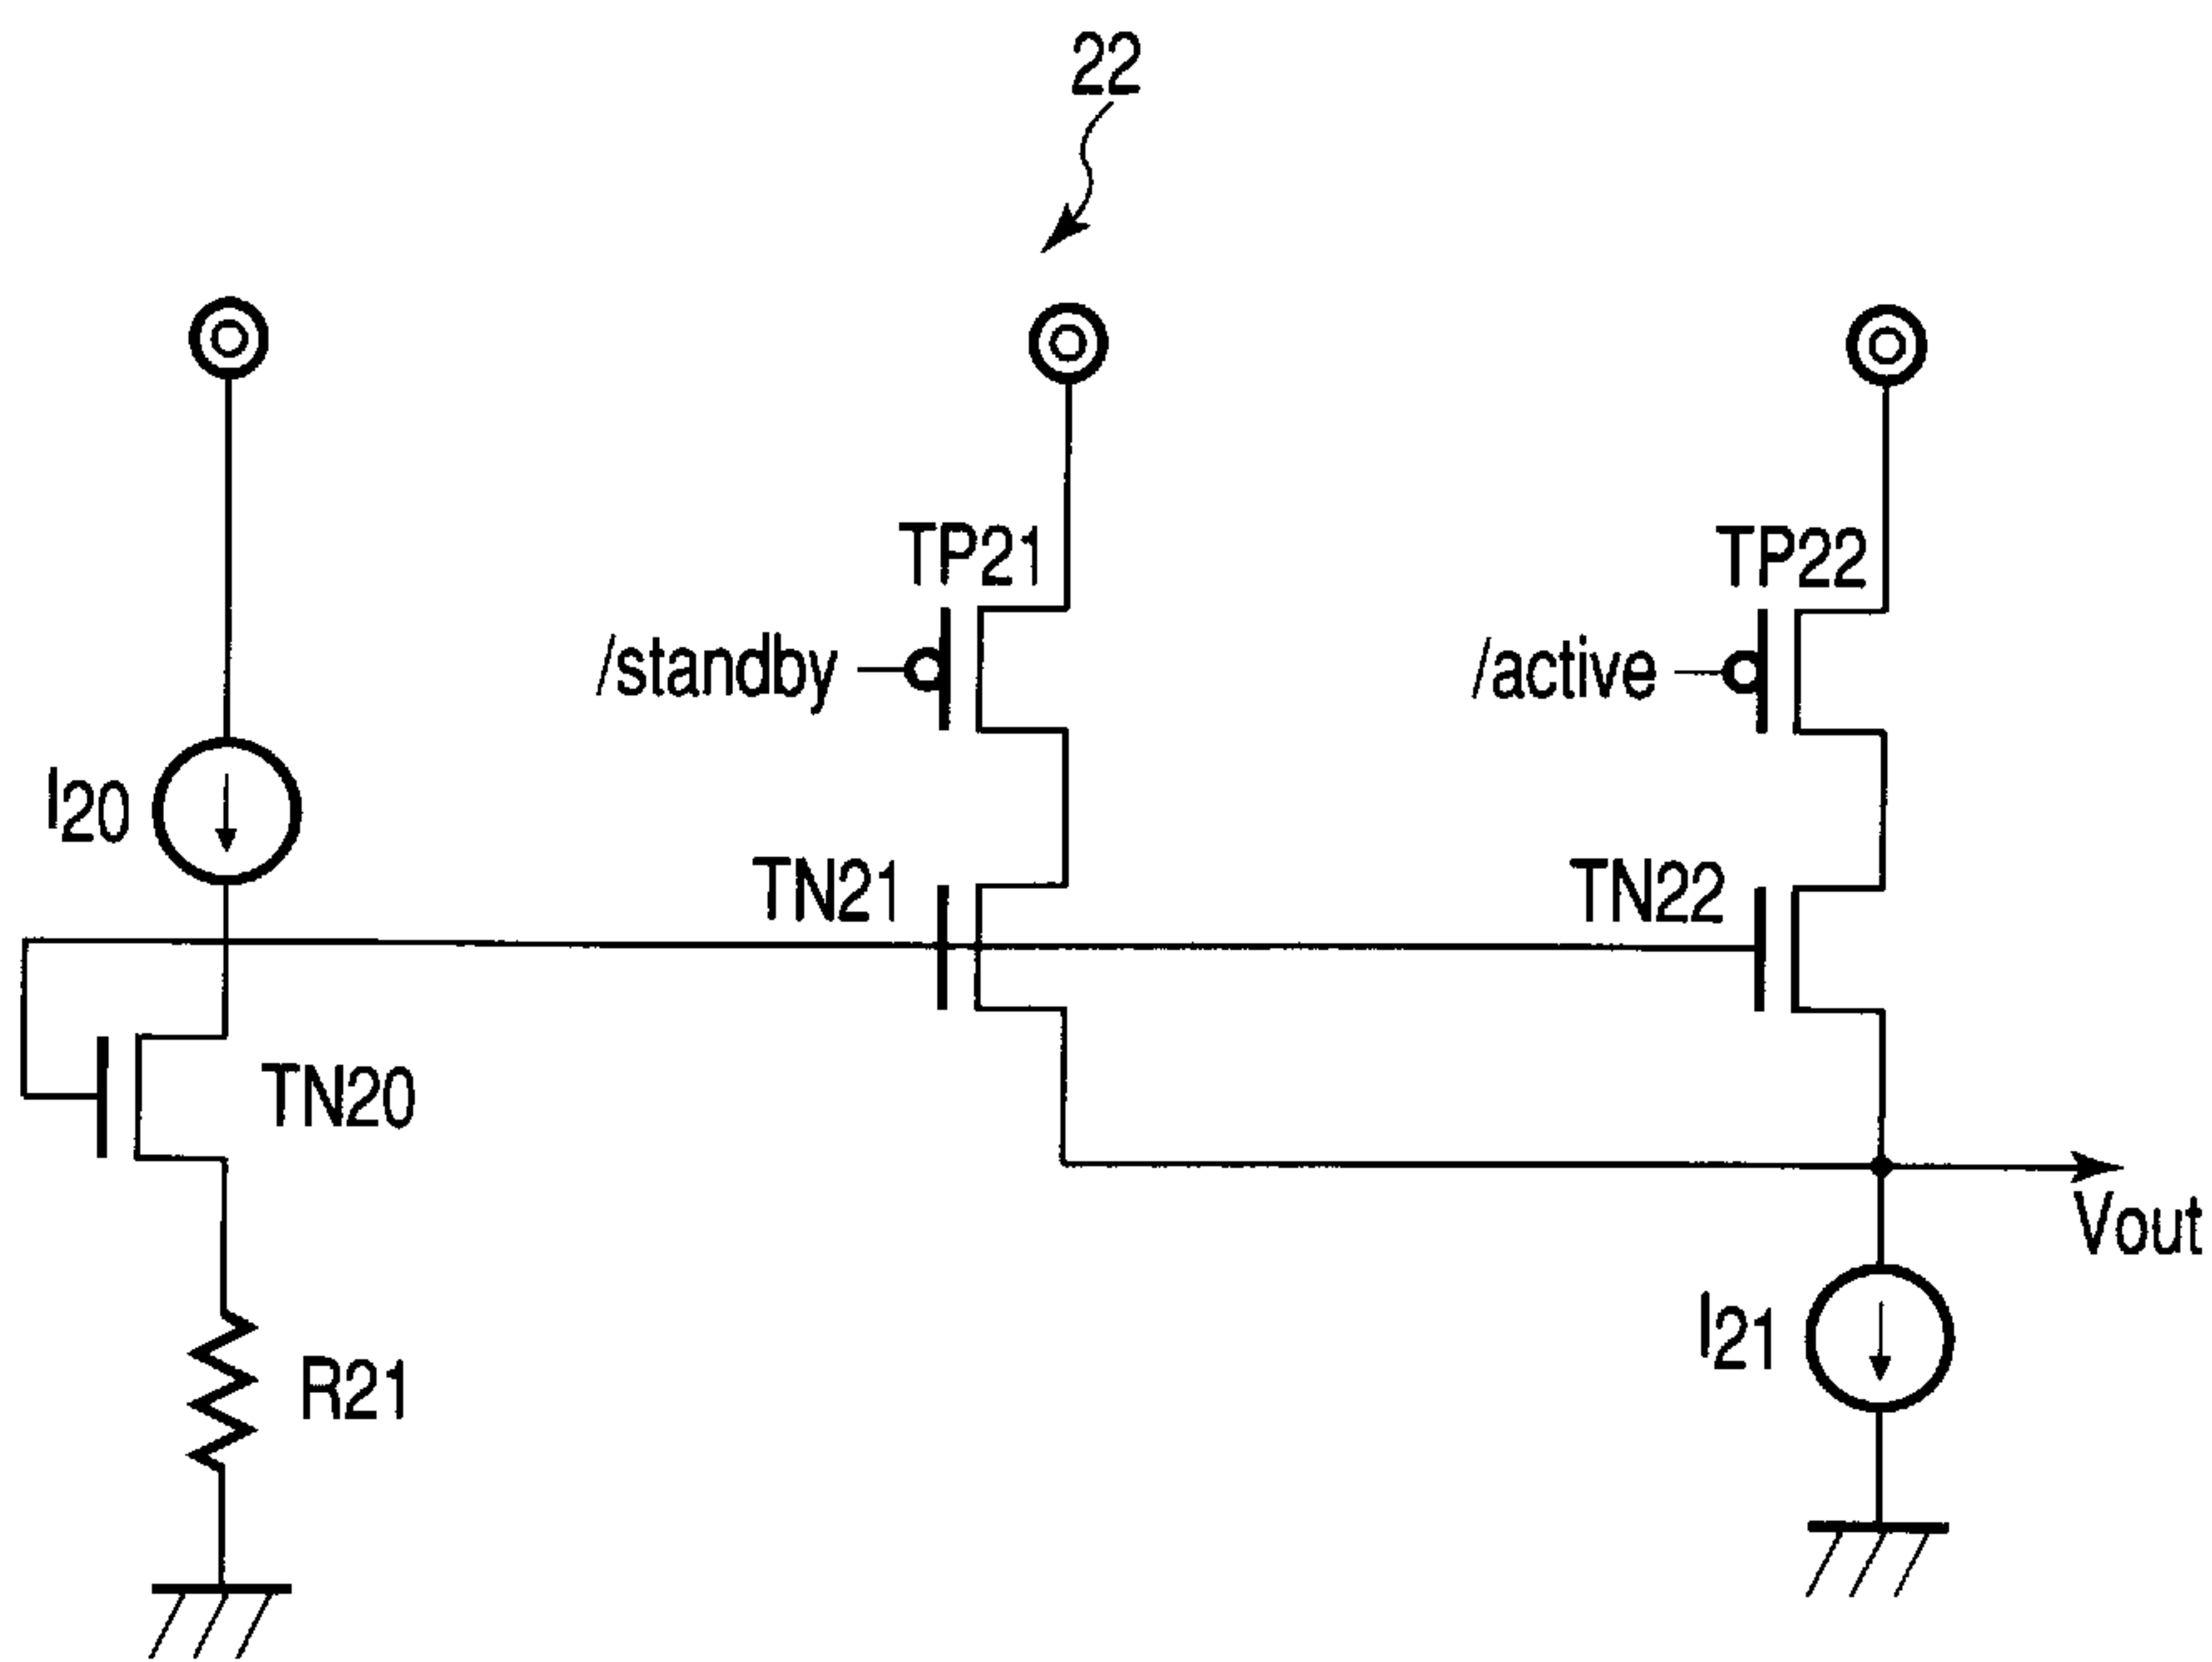 22
TP21
TP22
/standby
/active
I20
TN21
TN22
TN20
Vout
I21
R21